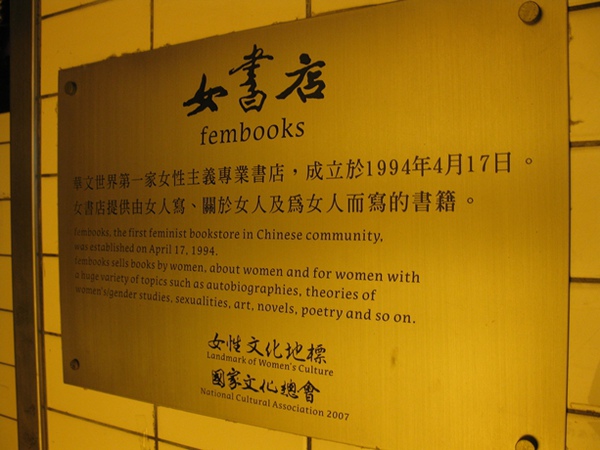 女書店
fembooks
華文世界第一家女性主義專業書店，成立於1994年4月17日。
女書店提供由女人寫、關於女人及為女人而寫的書籍。
fembooks, the first feminist bookstore in Chinese community,
was established on April 17, 1994.
fembooks sells books by women, about women and for women with
a huge variety of topics such as autobiographies, theories of
women's/gender studies, sexualities, art, novels, poetry and so on.
女性文化地標
Landmark of Women's Culture
國家文化總會
National Cultural Association 2007